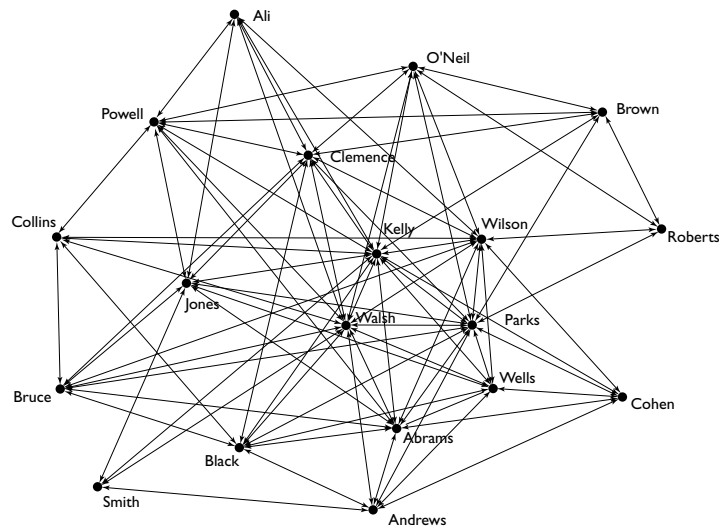 Ali
O'Neil
Powell
Brown
Clemence
Collins
Kelly
Wilson
Roberts
Jones
Walsh
Parks
Wells
Bruce
Cohen
Abrams
Black
Smith
Andrews